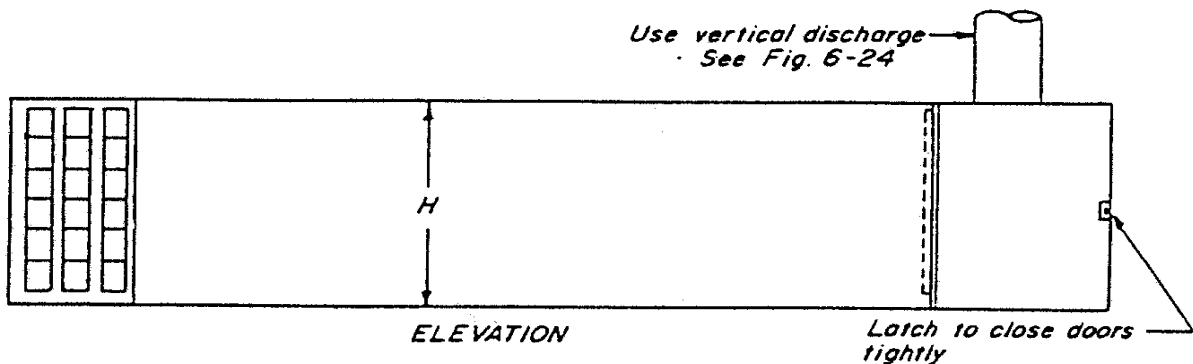 Use vertical discharge
See Fig. 6-24
H
ELEVATION
Latch to close doors
tightly